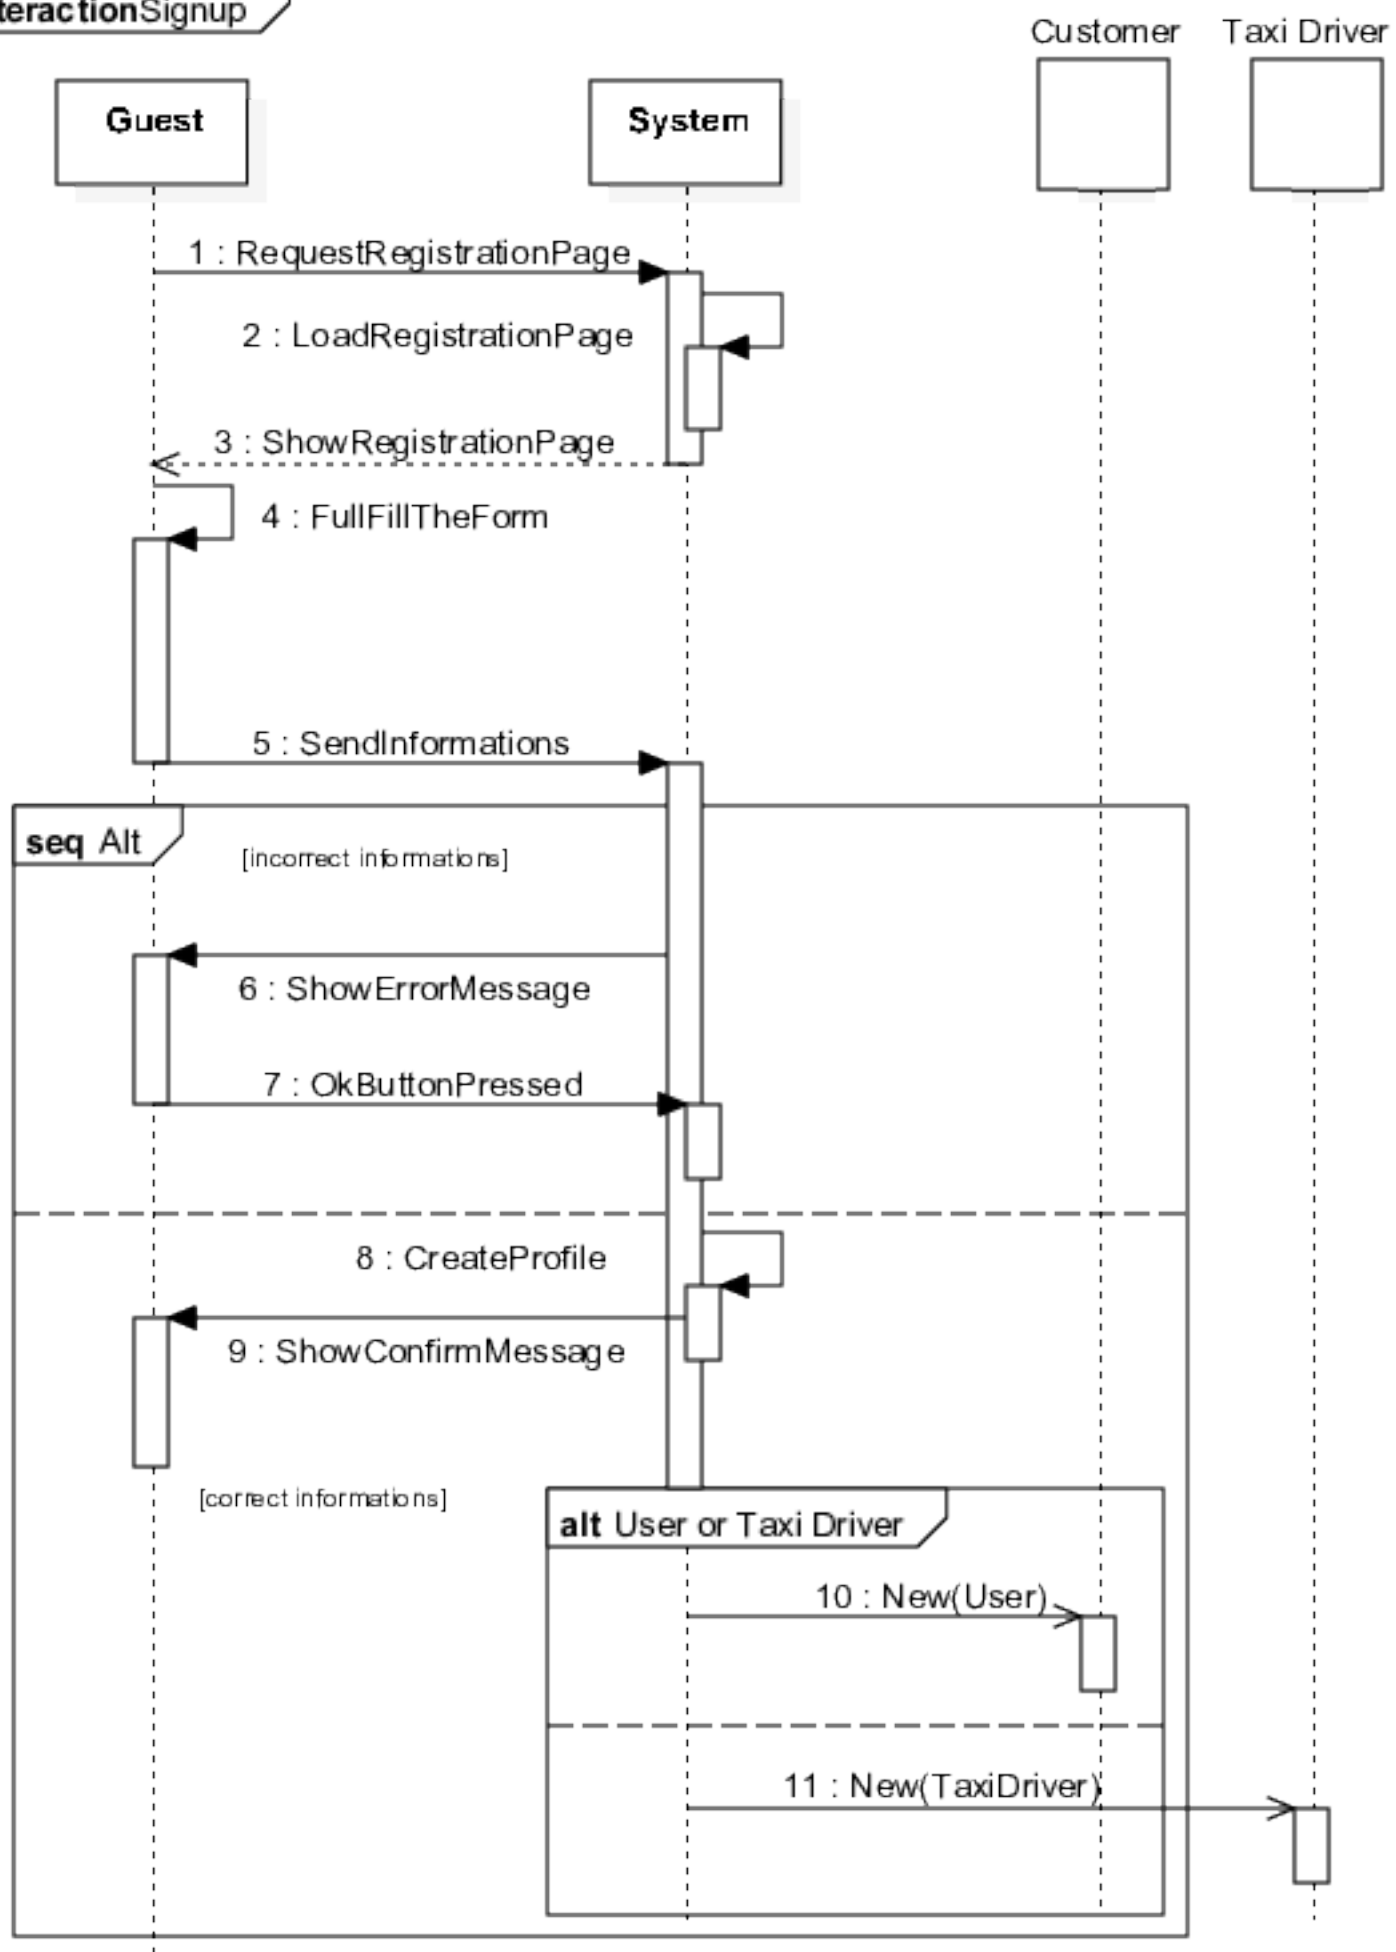 teractionSignup
Customer Taxi Driver
Guest System
1 : RequestRegistrationPage
2 : LoadRegistrationPage
3 : ShowRegistrationPage
4 : FullFillTheForm
5 : SendInformations
seq Alt
[incorrect informations]
6 : ShowErrorMessage
7 : OkButtonPressed
8 : CreateProfile
9 : ShowConfirmMessage
[correct informations]
alt User or Taxi Driver
10 : New(User)
11 : New(TaxiDriver)